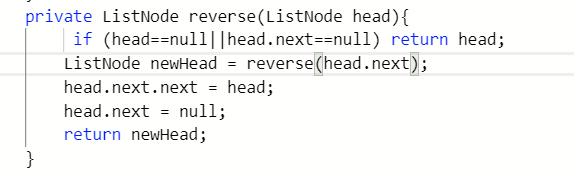 private ListNode reverse(ListNode head){
if (head==null||head.next==null) return head;
ListNode newHead = reverse(head.next);
head.next.next = head;
head.next = null;
return newHead;
}